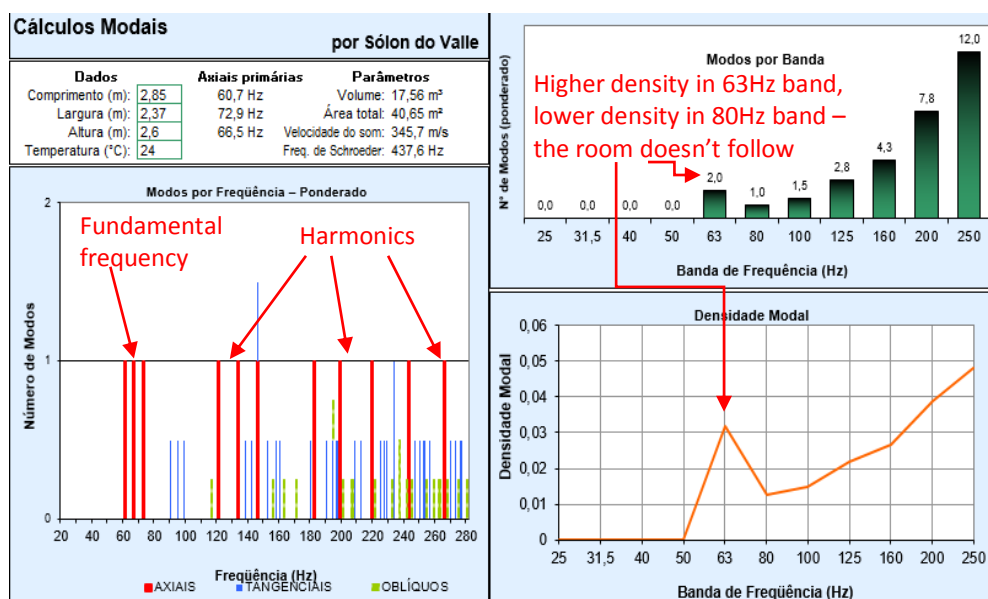 Cálculos Modais
por Sólon do Valle
Dados
Axiais primárias
Parâmetros
Comprimento (m): 2,85
60,7 Hz
Volume: 17,56 m³
Largura (m): 2,37
72,9 Hz
Área total: 40,65 m²
Altura (m): 2,6
66,5 Hz
Velocidade do som: 345,7 m/s
Temperatura (°C): 24
Freq. de Schroeder: 437,6 Hz
Modos por Freqüência – Ponderado
Número de Modos
2
1
0
Fundamental
frequency
Harmonics
20 40 60 80 100 120 140 160 180 200 220 240 260 280
Freqüência (Hz)
AXIAIS TANGENCIAIS OBLÍQUOS
Modos por Banda
Nº de Modos (ponderado)
Higher density in 63Hz band,
lower density in 80Hz band –
the room doesn’t follow
0,0 0,0 0,0 0,0 2,0 1,0 1,5 2,8 4,3 7,8 12,0
25 31,5 40 50 63 80 100 125 160 200 250
Banda de Frequência (Hz)
Densidade Modal
Densidade Modal
0,06
0,05
0,04
0,03
0,02
0,01
0
25 31,5 40 50 63 80 100 125 160 200 250
Banda de Freqüência (Hz)